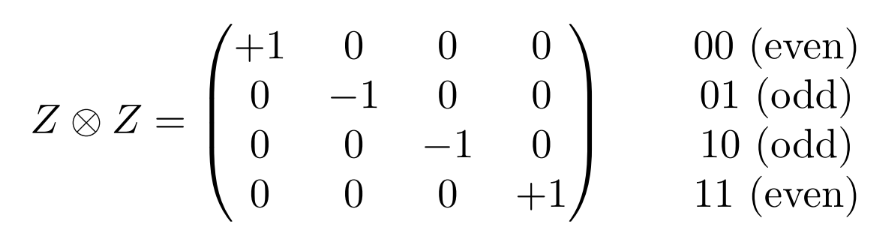 +1 0 0 0 00 (even)
0 −1 0 0 01 (odd)
Z ⊗ Z =
0 0 −1 0 10 (odd)
0 0 0 +1 11 (even)